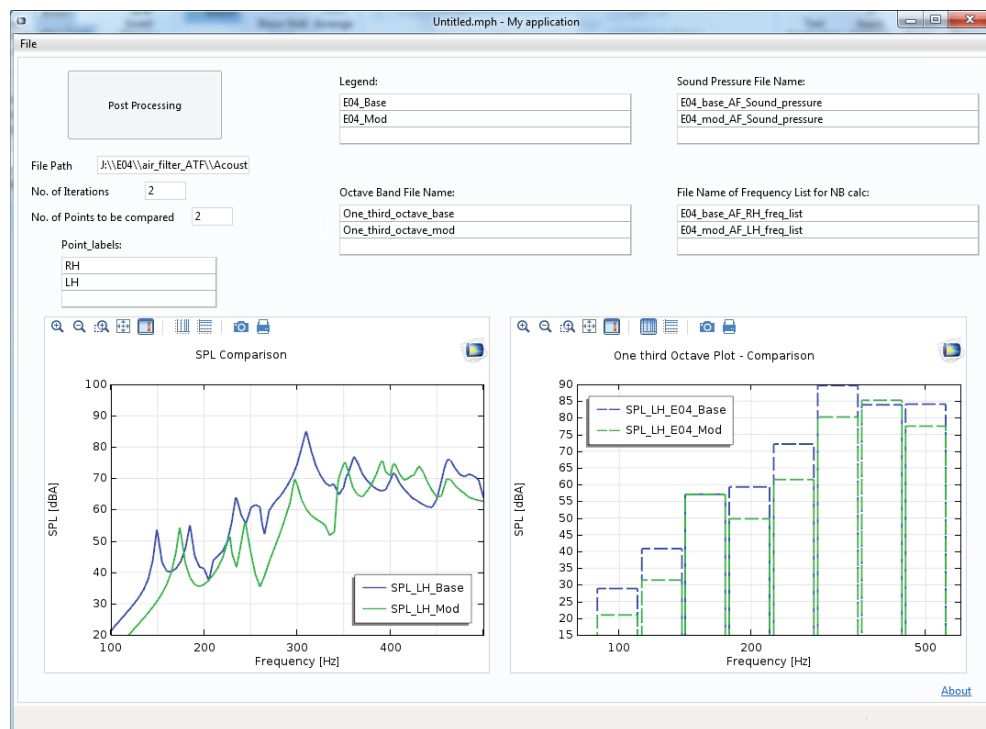 Untitled.mph - My application
File
Post Processing
File Path J:\\E04\\air_filter_ATF\\Acoust
No. of Iterations 2
No. of Points to be compared 2
Point_labels:
RH
LH
Legend:
E04_Base
E04_Mod
Octave Band File Name:
One_third_octave_base
One_third_octave_mod
Sound Pressure File Name:
E04_base_AF_Sound_pressure
E04_mod_AF_Sound_pressure
File Name of Frequency List for NB calc:
E04_base_AF_RH_freq_list
E04_mod_AF_LH_freq_list
SPL Comparison
100
90
80
70
60
50
40
30
20
SPL [dBA]
SPL_LH_Base
SPL_LH_Mod
100 200 300 400
Frequency [Hz]
One third Octave Plot - Comparison
90
85
80
75
70
65
60
55
50
45
40
35
30
25
20
15
SPL [dBA]
SPL_LH_E04_Base
SPL_LH_E04_Mod
100 200 500
Frequency [Hz]
About